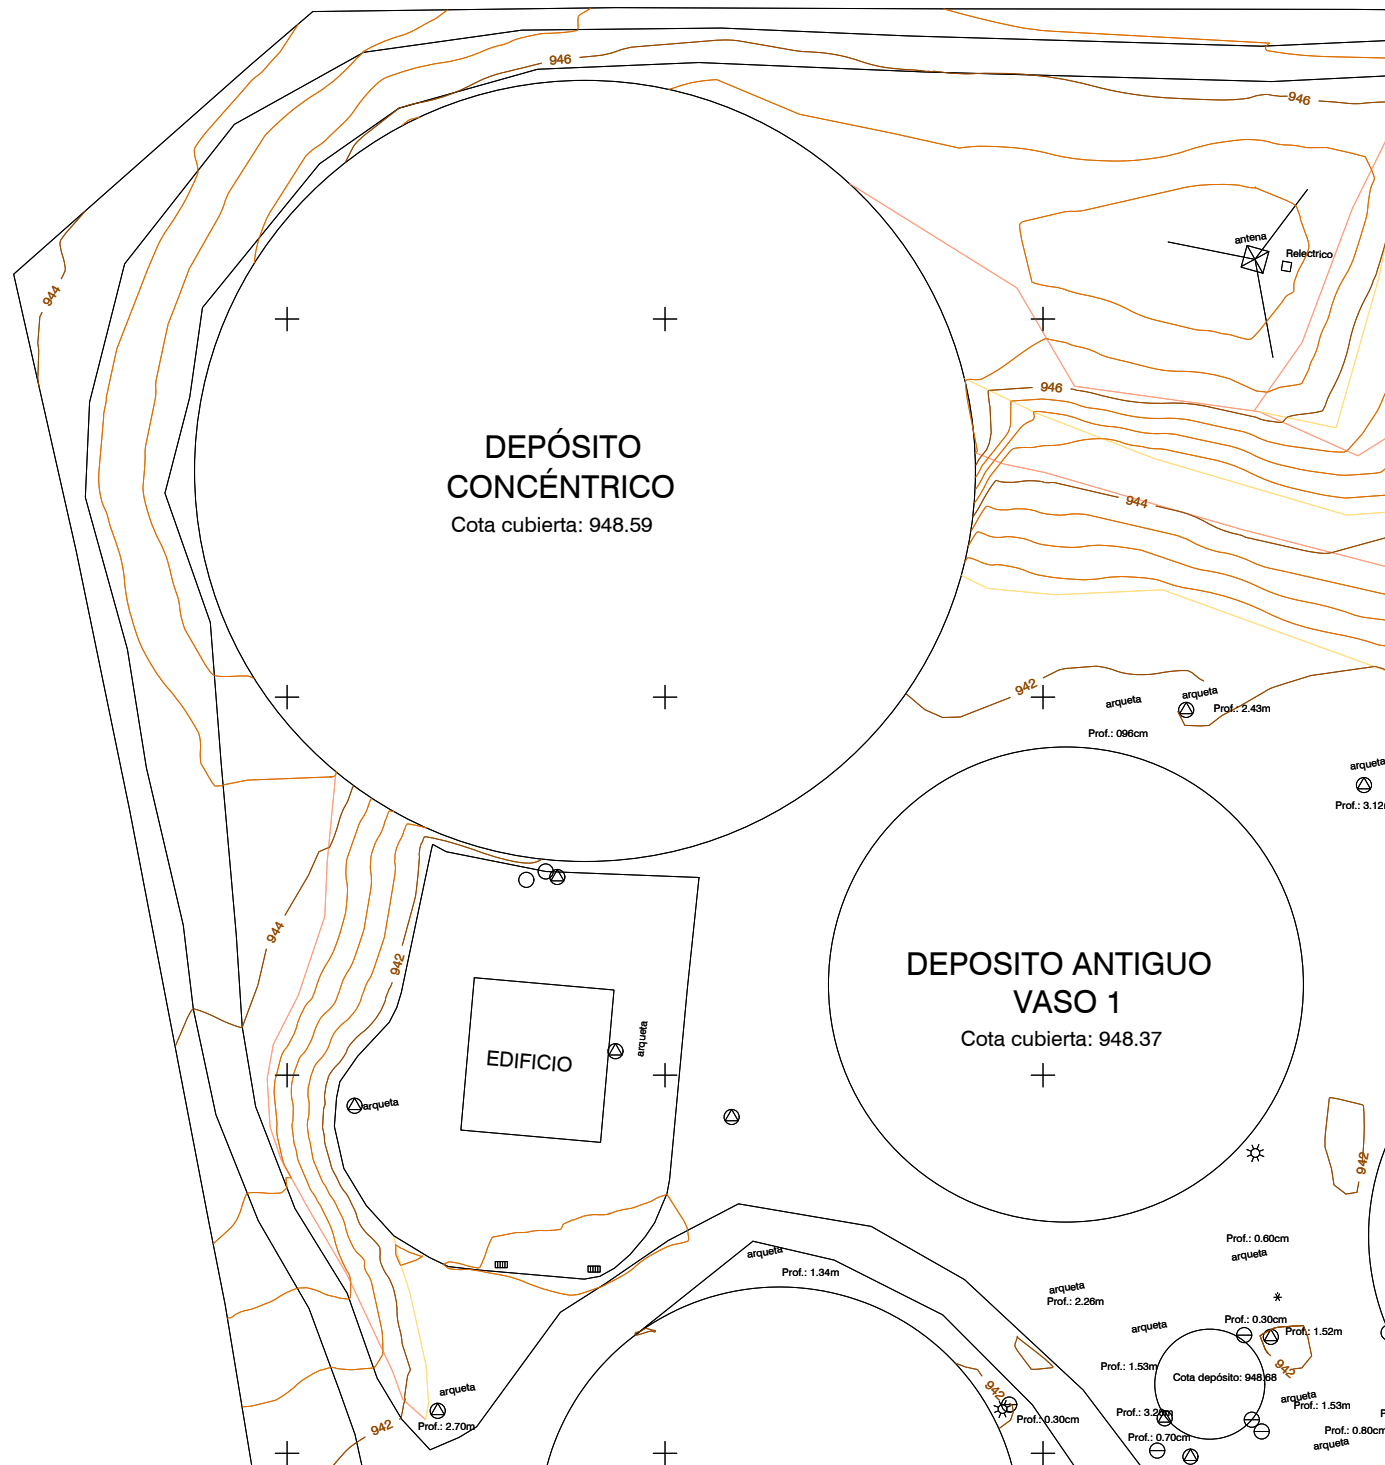 946
946
944
antena
Relectrico
946
DEPÓSITO
CONCÉNTRICO
Cota cubierta: 948.59
944
942
arqueta
arqueta
Prof.: 2.43m
Prof.: 096cm
arqueta
Prof.: 3.12
944
942
DEPOSITO ANTIGUO
VASO 1
Cota cubierta: 948.37
EDIFICIO
arqueta
arqueta
942
Prof.: 0.60cm
arqueta
arqueta
Prof.: 1.34m
arqueta
Prof.: 2.26m
arqueta
Prof.: 0.30cm
Prof.: 1.52m
Prof.: 1.53m
942
Cota depósito: 948.68
arqueta
942
arqueta
Prof.: 1.53m
Prof.: 2.70m
942
Prof.: 0.30cm
Prof.: 0.70cm
Prof.: 0.80cm
arqueta